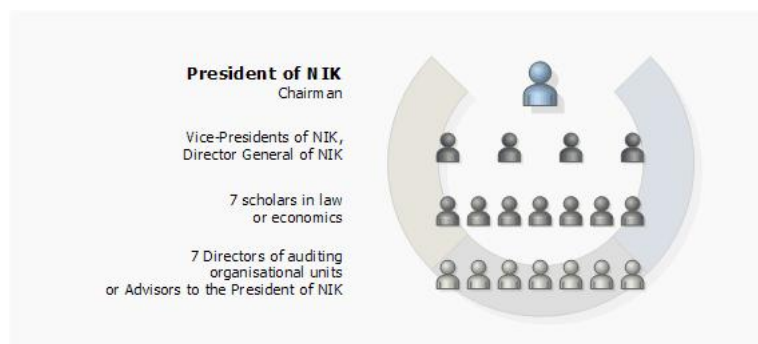 President of NIK
Chairman
Vice-Presidents of NIK,
Director General of NIK
7 scholars in law
or economics
7 Directors of auditing
organisational units
or Advisors to the President of NIK